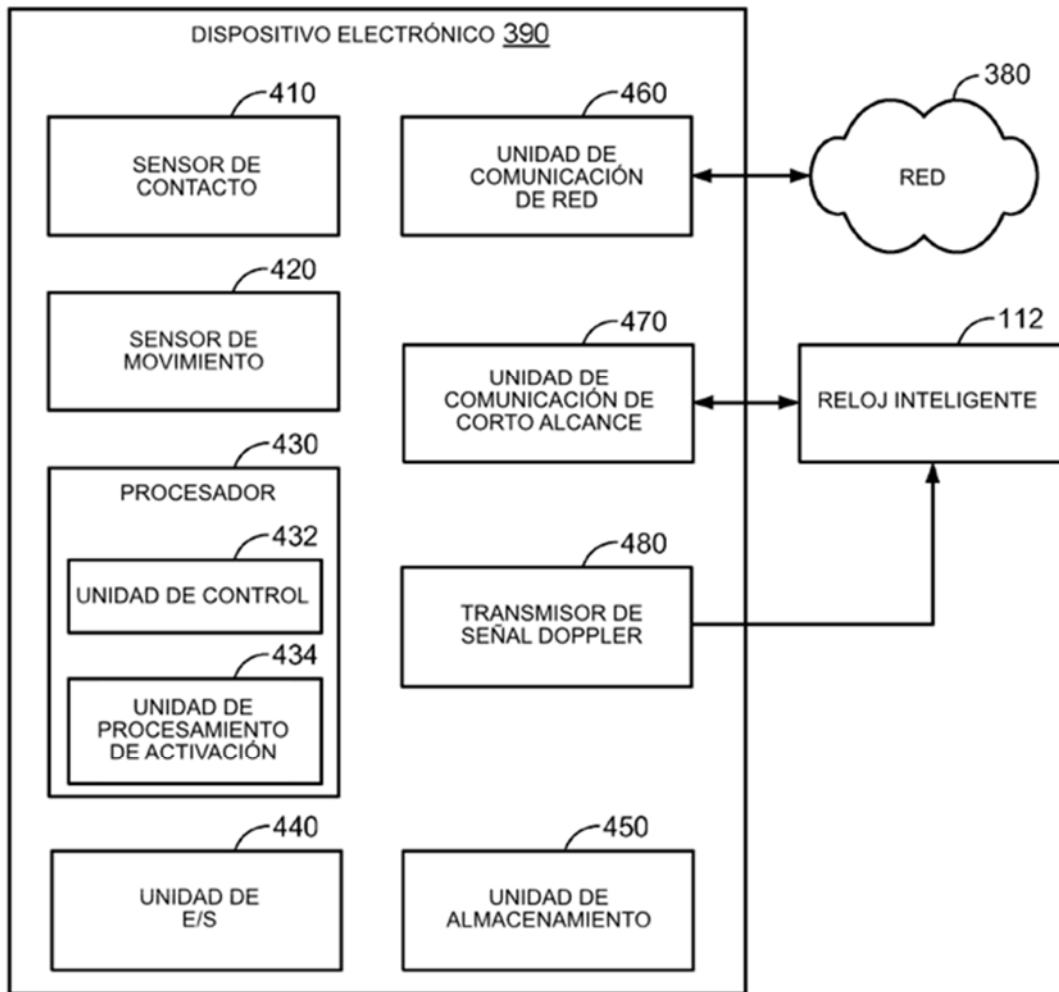 DISPOSITIVO ELECTRÓNICO 390
410
SENSOR DE
CONTACTO
460
UNIDAD DE
COMUNICACIÓN
DE RED
380
RED
420
SENSOR DE
MOVIMIENTO
470
UNIDAD DE
COMUNICACIÓN DE
CORTO ALCANCE
112
RELOJ INTELIGENTE
430
PROCESADOR
432
UNIDAD DE CONTROL
434
UNIDAD DE
PROCESAMIENTO
DE ACTIVACIÓN
480
TRANSMISOR DE
SEÑAL DOPPLER
440
UNIDAD DE
E/S
450
UNIDAD DE
ALMACENAMIENTO